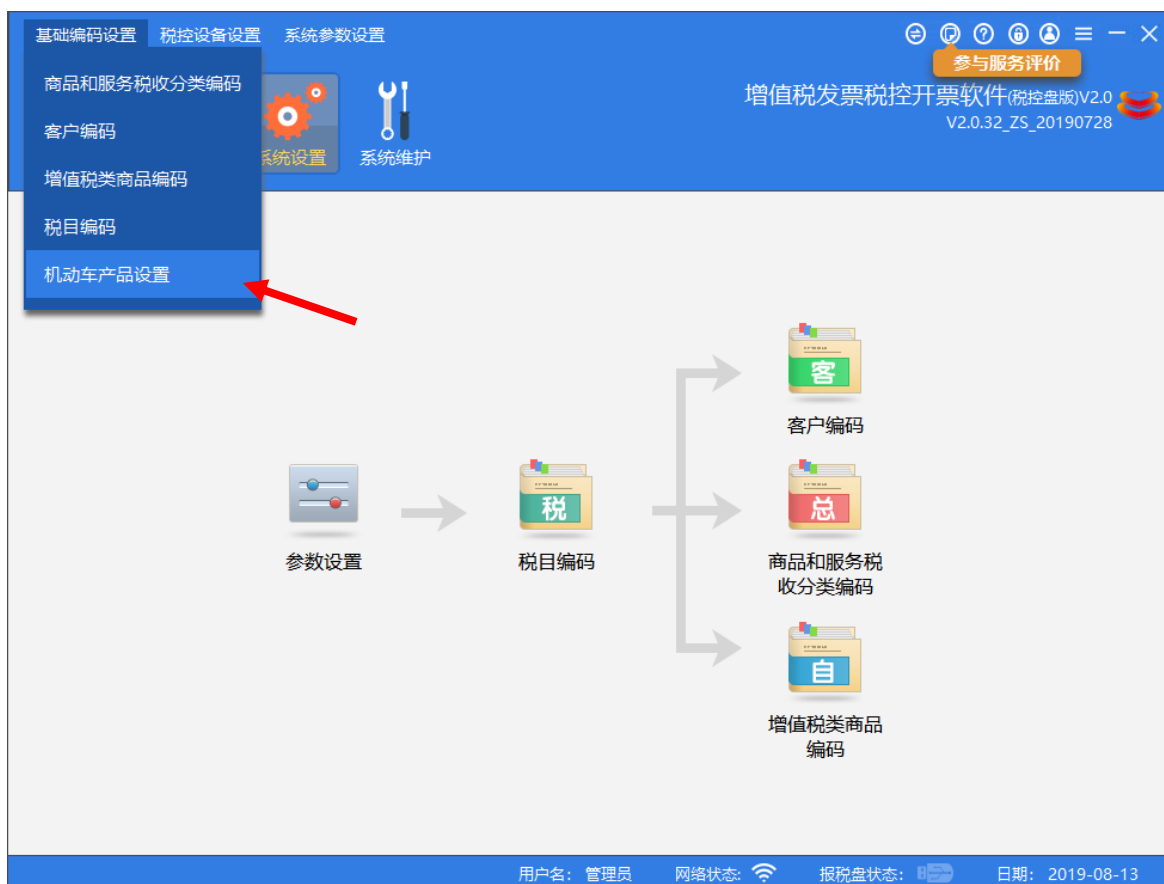 基础编码设置 税控设备设置 系统参数设置
参与服务评价
商品和服务税收分类编码
客户编码
增值税类商品编码
税目编码
机动车产品设置
系统设置 系统维护
增值税发票税控开票软件(税控盘版)V2.0
V2.0.32_ZS_20190728
客
客户编码
参数设置
税
税目编码
总
商品和服务税
收分类编码
自
增值税类商品
编码
用户名: 管理员 网络状态: 报税盘状态: 日期: 2019-08-13